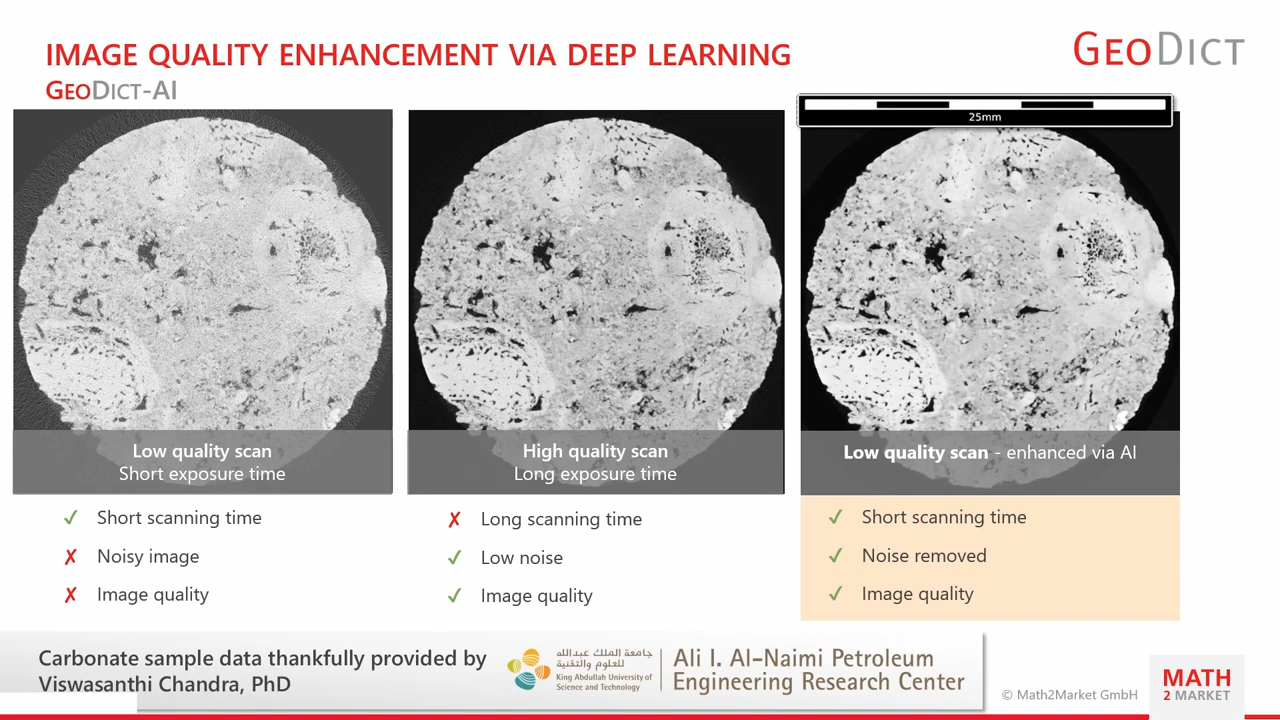 IMAGE QUALITY ENHANCEMENT VIA DEEP LEARNING
GEODICT-AI
GEODICT
25mm
Low quality scan
Short exposure time
High quality scan
Long exposure time
Low quality scan - enhanced via AI
✓ Short scanning time
✗ Noisy image
✗ Image quality
✗ Long scanning time
✓ Low noise
✓ Image quality
✓ Short scanning time
✓ Noise removed
✓ Image quality
Carbonate sample data thankfully provided by
Viswasanthi Chandra, PhD
جامعة الملك عبدالله
للعلوم والتقنية
King Abdullah University of
Science and Technology
Ali I. Al-Naimi Petroleum
Engineering Research Center
© Math2Market GmbH
MATH
2 MARKET